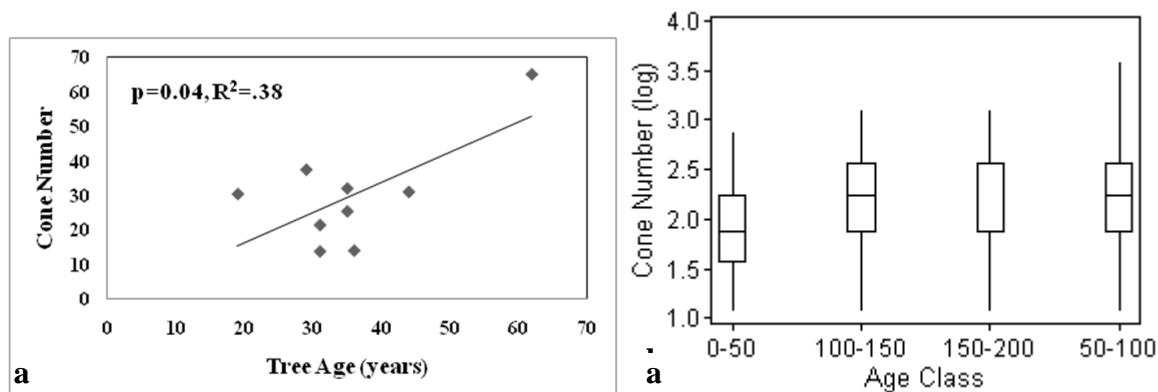 70
60
50
40
30
20
10
0
Cone Number
p=0.04, R²=.38
0 10 20 30 40 50 60 70
Tree Age (years)
a
4.0
3.5
3.0
2.5
2.0
1.5
1.0
Cone Number (log)
0-50 100-150 150-200 50-100
Age Class
a